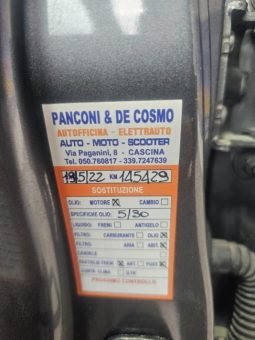 PANCONI & DE COSMO
AUTOFFICINA - ELETTRAUTO
AUTO - MOTO - SCOOTER
Via Paganini, 8 - CASCINA
Tel. 050.760817 - 339.7247639
19/5/22 KM 145429
SOSTITUZIONE
OLIO: MOTORE X CAMBIO
SPECIFICHE OLIO: 5/30
LIQUIDO: FRENI ANTIGELO
FILTRO: CARBURANTE OLIO X
FILTRO: ARIA ABIT. X
CANDELE
PASTIGLIE FRENI ANT. POST.
PROSSIMO CONTROLLO